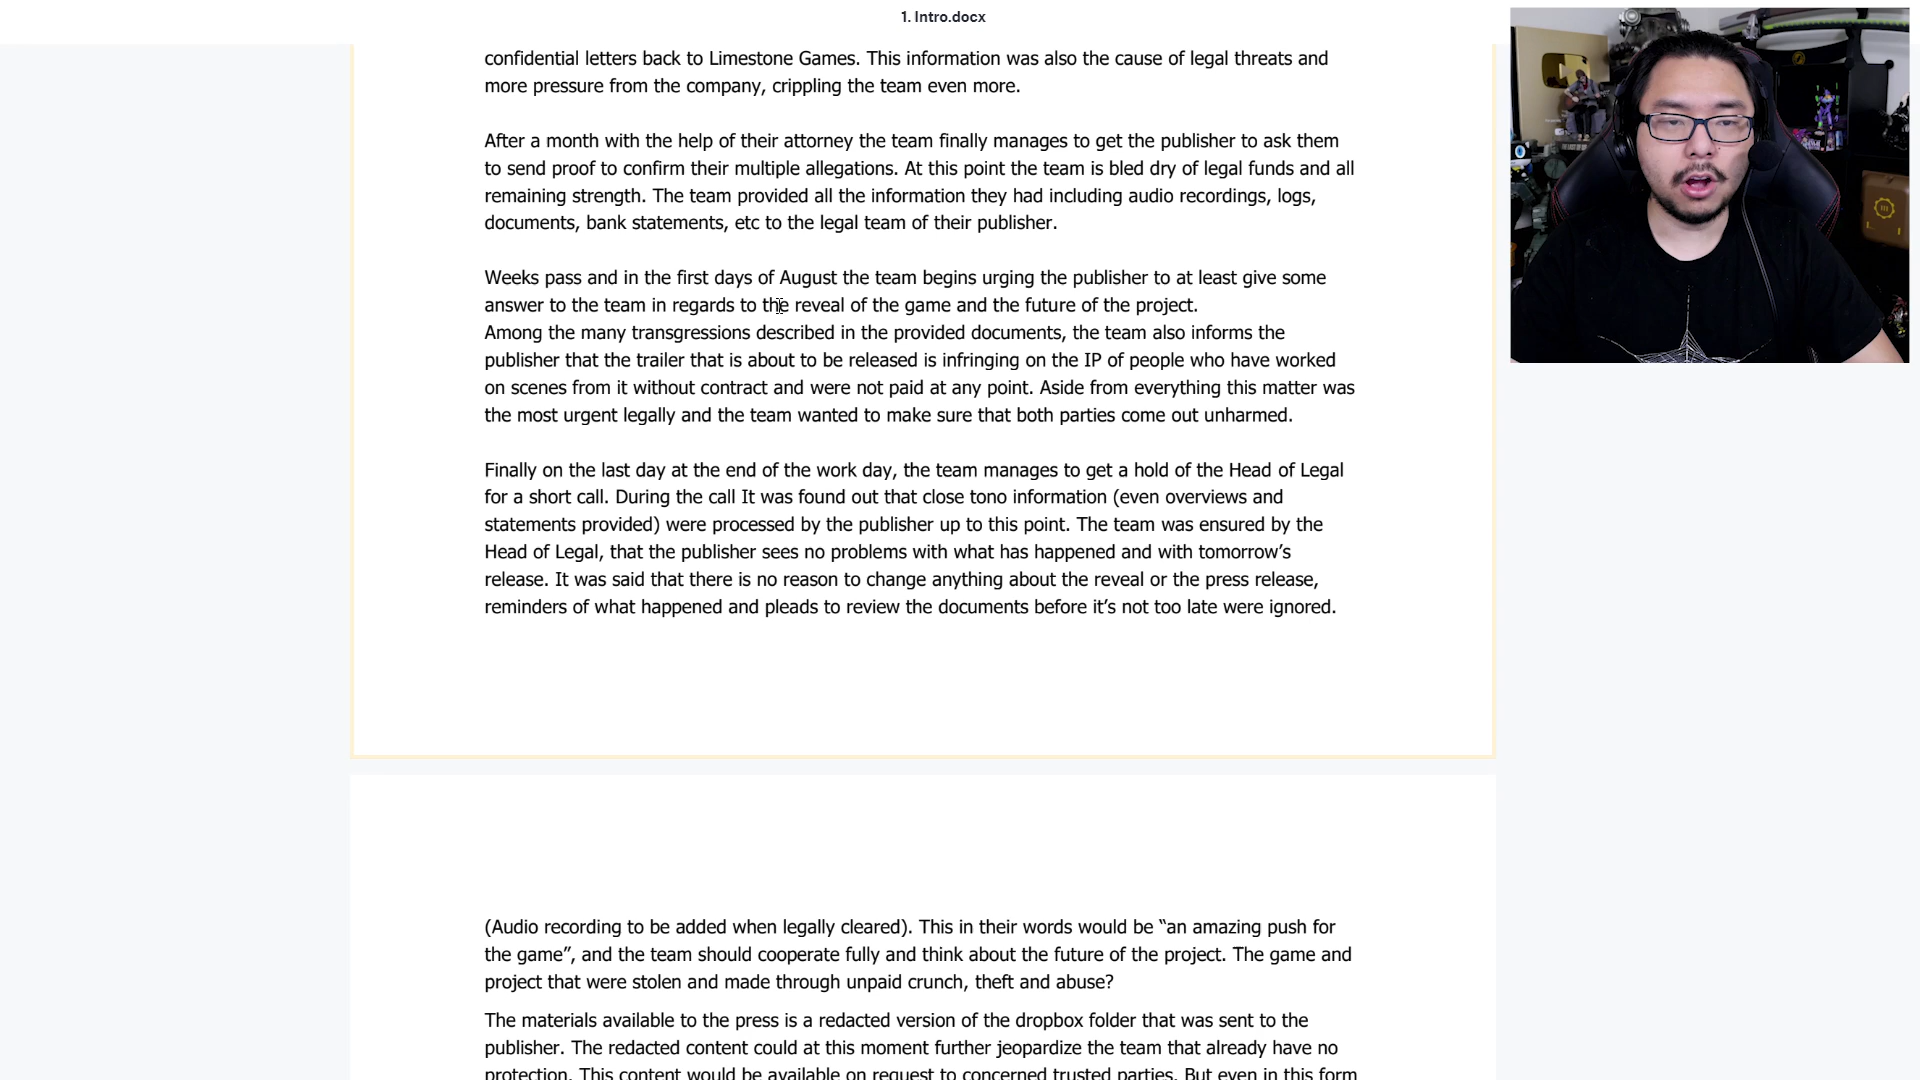 1. Intro.docx
confidential letters back to Limestone Games. This information was also the cause of legal threats and
more pressure from the company, crippling the team even more.
After a month with the help of their attorney the team finally manages to get the publisher to ask them
to send proof to confirm their multiple allegations. At this point the team is bled dry of legal funds and all
remaining strength. The team provided all the information they had including audio recordings, logs,
documents, bank statements, etc to the legal team of their publisher.
Weeks pass and in the first days of August the team begins urging the publisher to at least give some
answer to the team in regards to the reveal of the game and the future of the project.
Among the many transgressions described in the provided documents, the team also informs the
publisher that the trailer that is about to be released is infringing on the IP of people who have worked
on scenes from it without contract and were not paid at any point. Aside from everything this matter was
the most urgent legally and the team wanted to make sure that both parties come out unharmed.
Finally on the last day at the end of the work day, the team manages to get a hold of the Head of Legal
for a short call. During the call It was found out that close tono information (even overviews and
statements provided) were processed by the publisher up to this point. The team was ensured by the
Head of Legal, that the publisher sees no problems with what has happened and with tomorrow’s
release. It was said that there is no reason to change anything about the reveal or the press release,
reminders of what happened and pleads to review the documents before it’s not too late were ignored.
(Audio recording to be added when legally cleared). This in their words would be “an amazing push for
the game”, and the team should cooperate fully and think about the future of the project. The game and
project that were stolen and made through unpaid crunch, theft and abuse?
The materials available to the press is a redacted version of the dropbox folder that was sent to the
publisher. The redacted content could at this moment further jeopardize the team that already have no
protection. This content would be available on request to concerned trusted parties. But even in this form